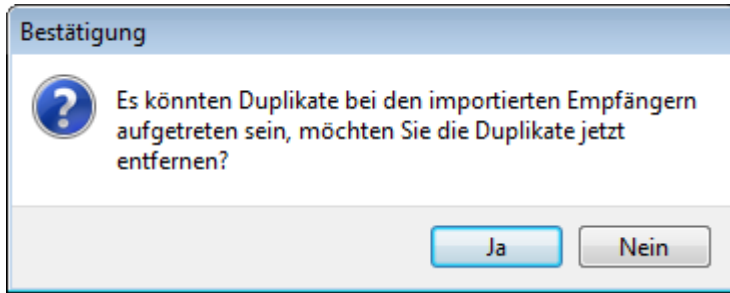 Bestätigung
Es könnten Duplikate bei den importierten Empfängern
aufgetreten sein, möchten Sie die Duplikate jetzt
entfernen?
Ja
Nein